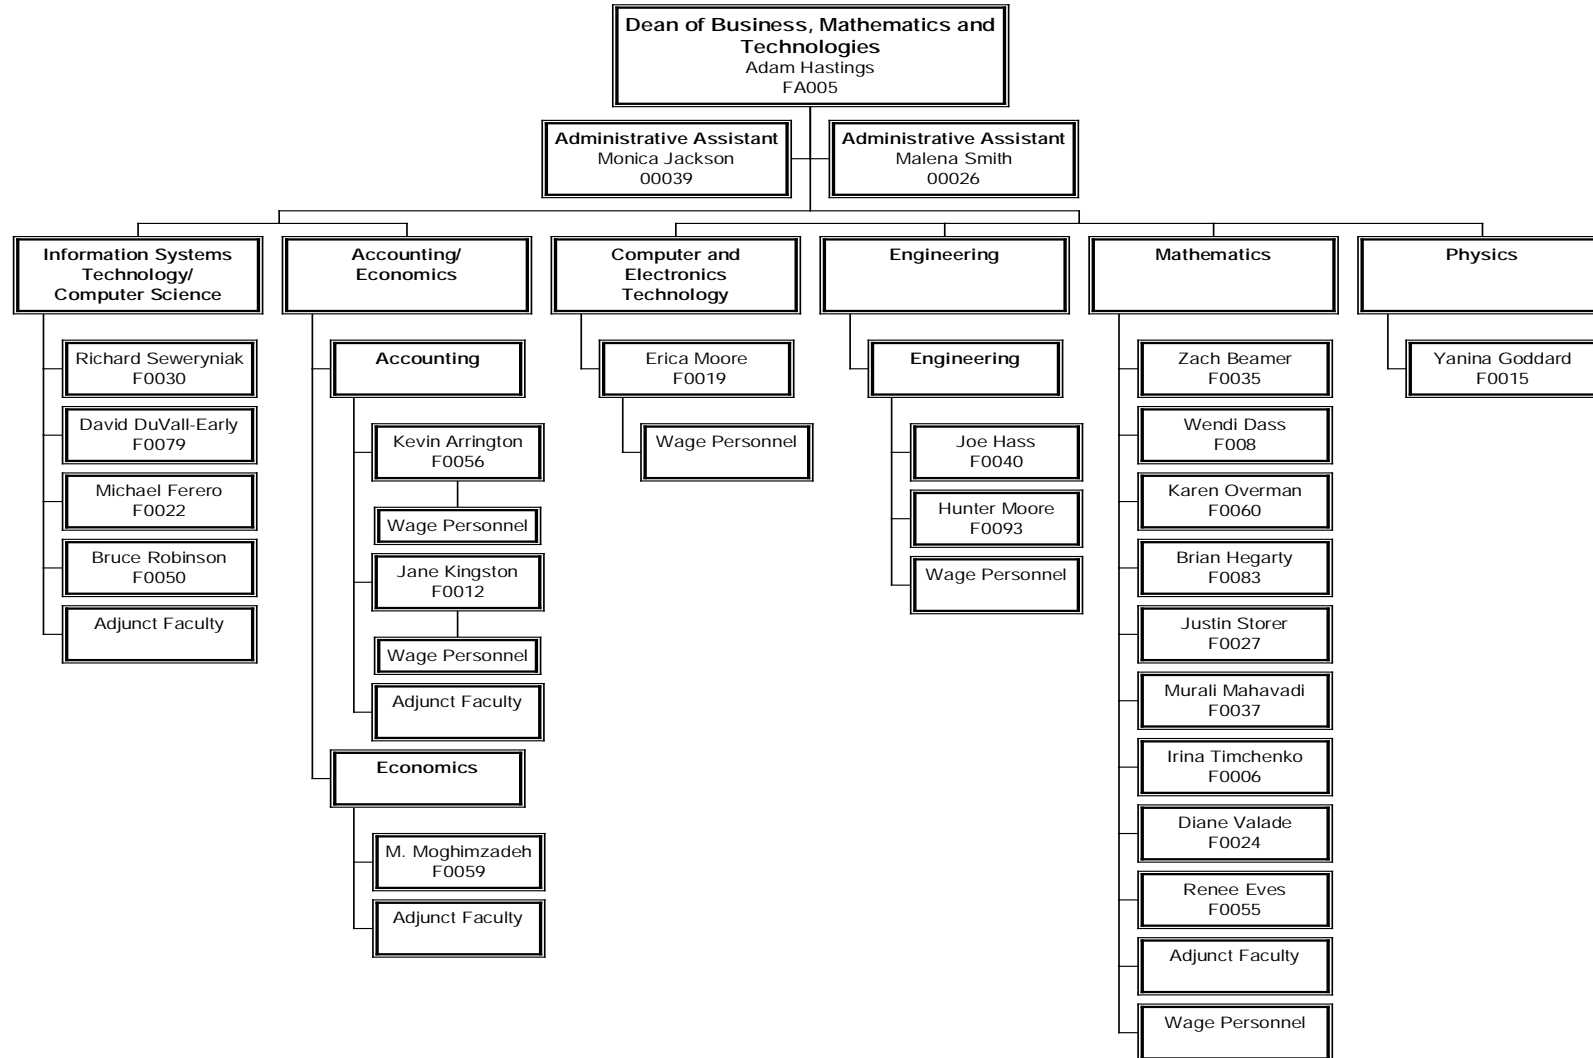 Dean of Business, Mathematics and
Technologies
Adam Hastings
FA005
Administrative Assistant
Monica Jackson
00039
Administrative Assistant
Malena Smith
00026
Information Systems
Technology/
Computer Science
Richard Seweryniak
F0030
David DuVall-Early
F0079
Michael Ferero
F0022
Bruce Robinson
F0050
Adjunct Faculty
Accounting/
Economics
Accounting
Kevin Arrington
F0056
Wage Personnel
Jane Kingston
F0012
Wage Personnel
Adjunct Faculty
Economics
M. Moghimzadeh
F0059
Adjunct Faculty
Computer and
Electronics
Technology
Erica Moore
F0019
Wage Personnel
Engineering
Engineering
Joe Hass
F0040
Hunter Moore
F0093
Wage Personnel
Mathematics
Zach Beamer
F0035
Wendi Dass
F008
Karen Overman
F0060
Brian Hegarty
F0083
Justin Storer
F0027
Murali Mahavadi
F0037
Irina Timchenko
F0006
Diane Valade
F0024
Renee Eves
F0055
Adjunct Faculty
Wage Personnel
Physics
Yanina Goddard
F0015